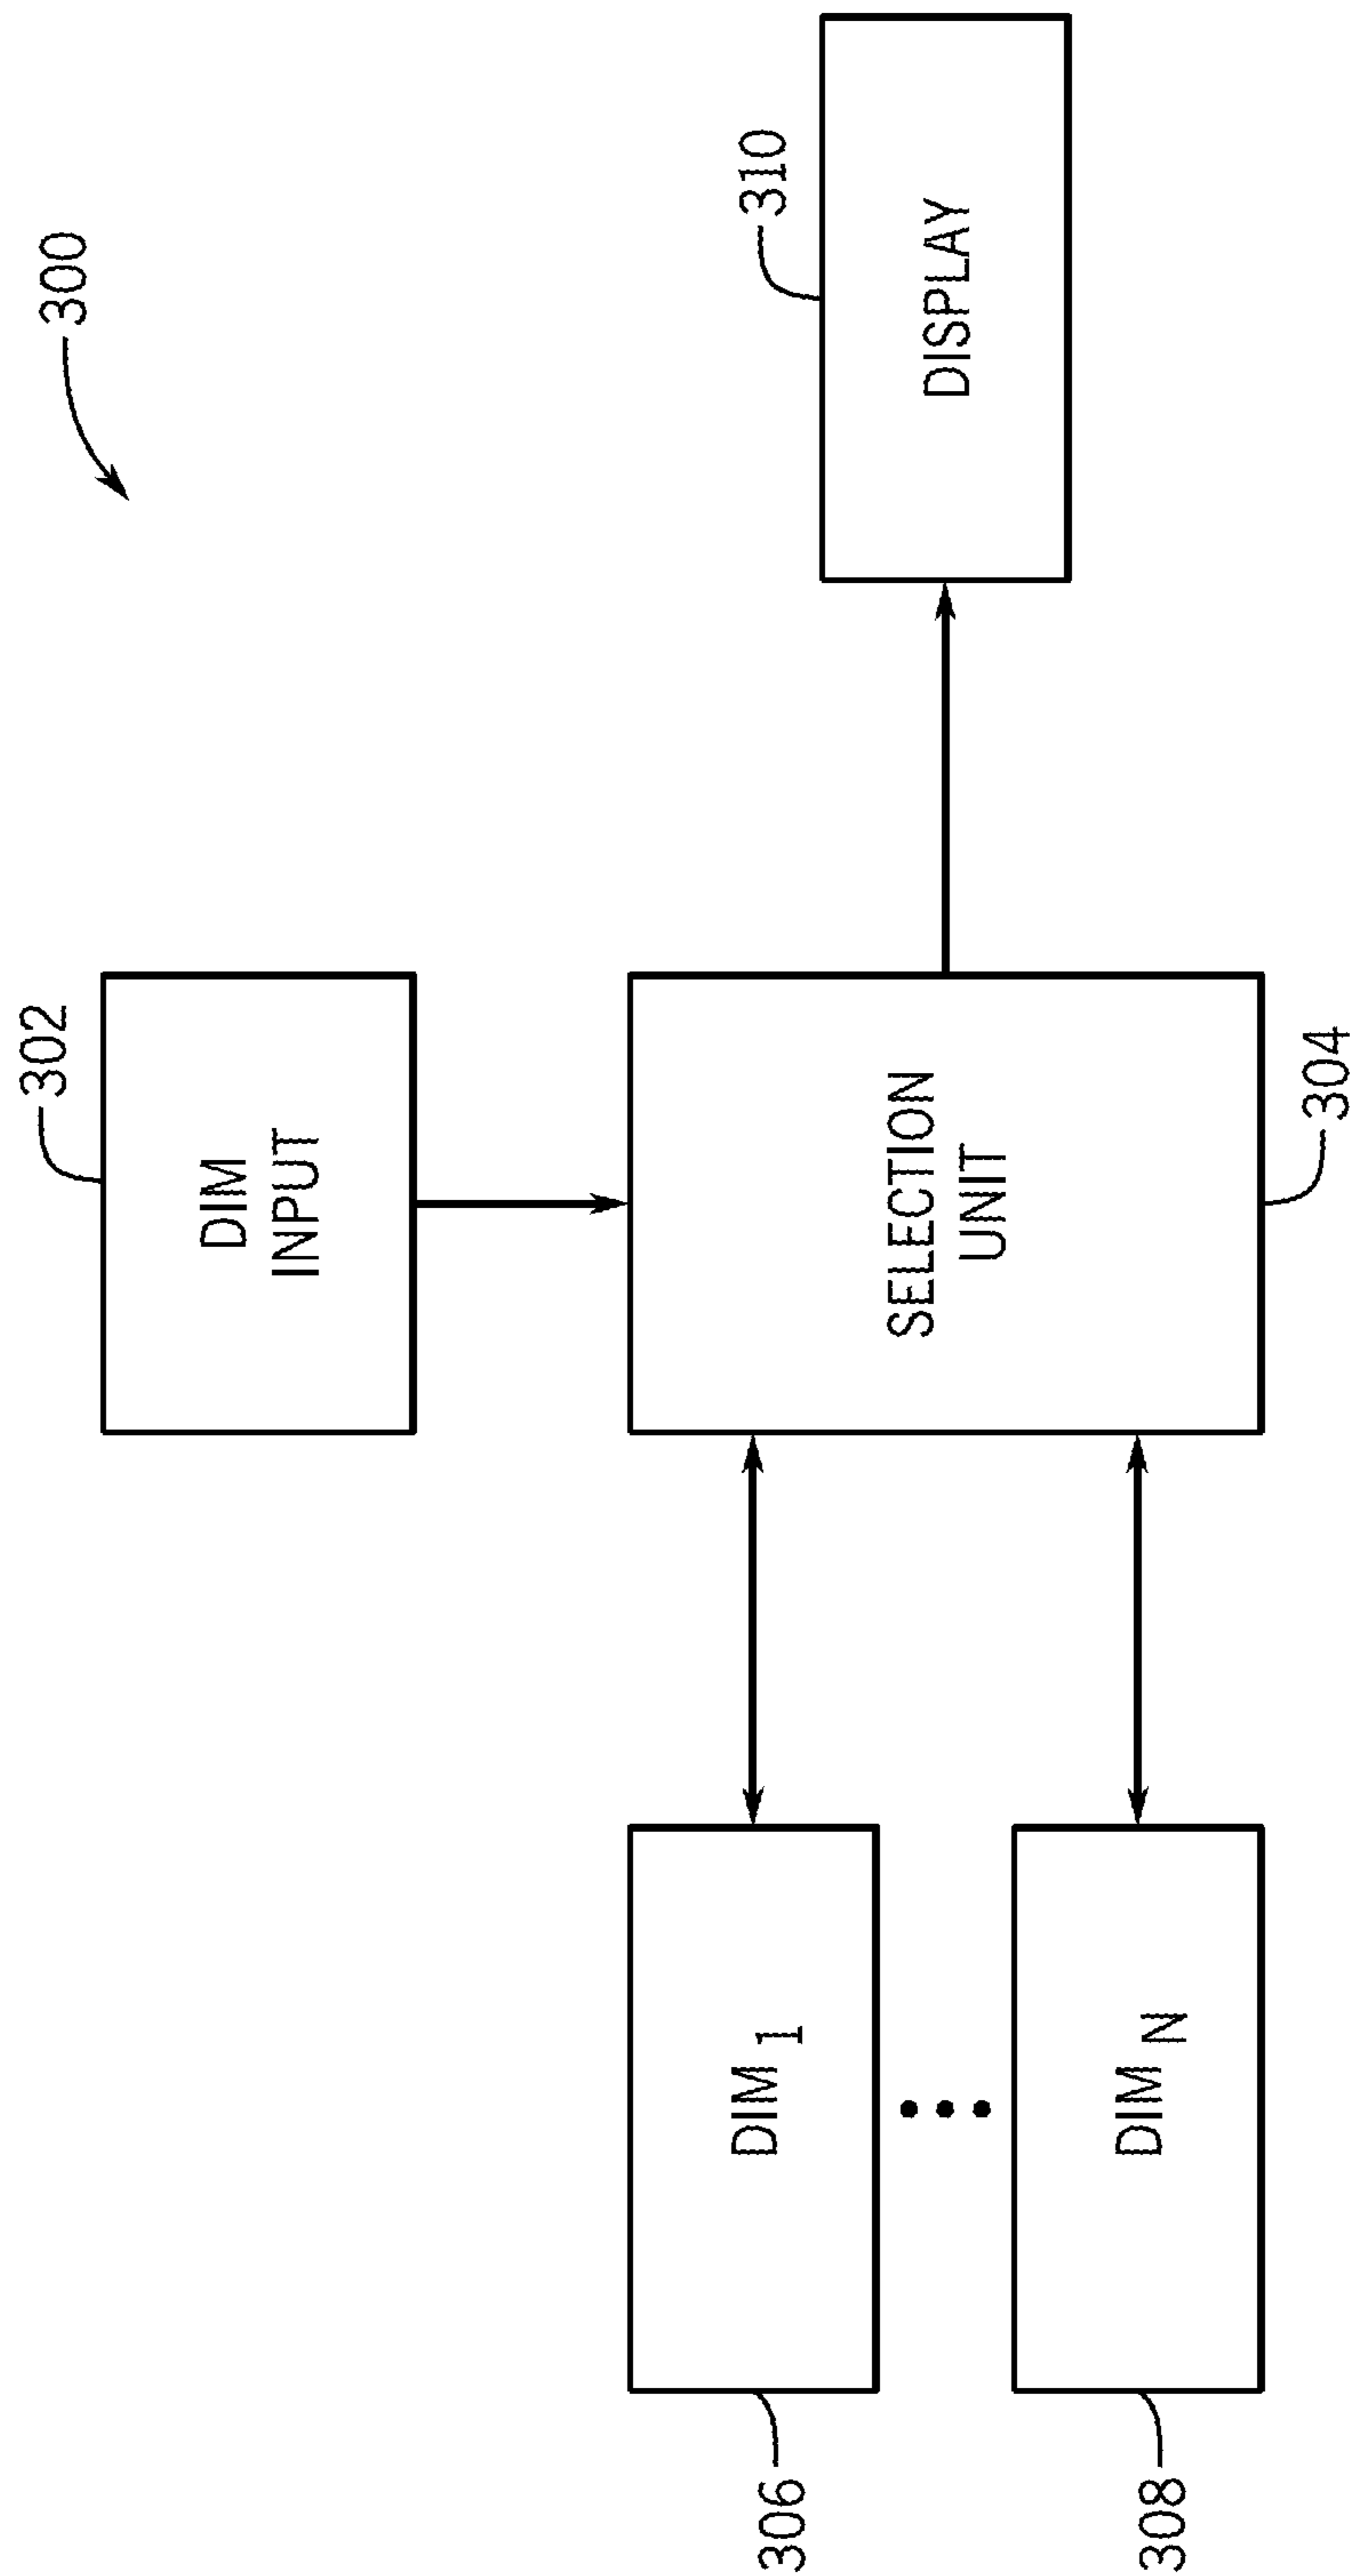 300
302
DIM
INPUT
310
DISPLAY
306
DIM 1
SELECTION
UNIT
308
DIM N
304